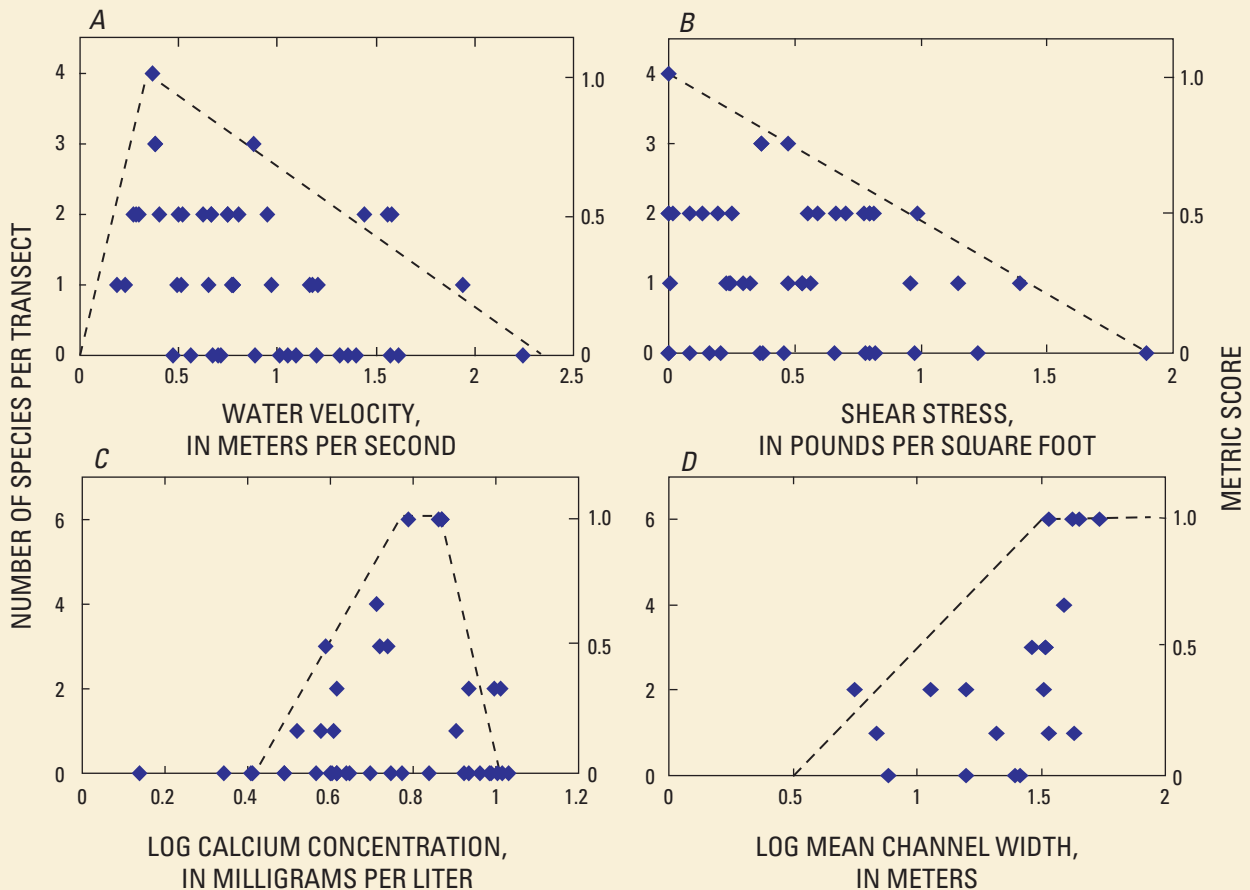 NUMBER OF SPECIES PER TRANSECT
METRIC SCORE
A
4
3
2
1
0
1.0
0.5
0
0 0.5 1 1.5 2 2.5
WATER VELOCITY,
IN METERS PER SECOND
B
4
3
2
1
0
1.0
0.5
0
0 0.5 1 1.5 2
SHEAR STRESS,
IN POUNDS PER SQUARE FOOT
C
6
4
2
0
1.0
0.5
0
0 0.2 0.4 0.6 0.8 1 1.2
LOG CALCIUM CONCENTRATION,
IN MILLIGRAMS PER LITER
D
6
4
2
0
1.0
0.5
0
0 0.5 1 1.5 2
LOG MEAN CHANNEL WIDTH,
IN METERS